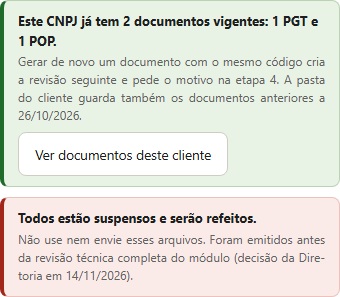 Este CNPJ já tem 2 documentos vigentes: 1 PGT e
1 POP.
Gerar de novo um documento com o mesmo código cria
a revisão seguinte e pede o motivo na etapa 4. A pasta
do cliente guarda também os documentos anteriores a
26/10/2026.
Ver documentos deste cliente
Todos estão suspensos e serão refeitos.
Não use nem envie esses arquivos. Foram emitidos antes
da revisão técnica completa do módulo (decisão da Dire-
toria em 14/11/2026).